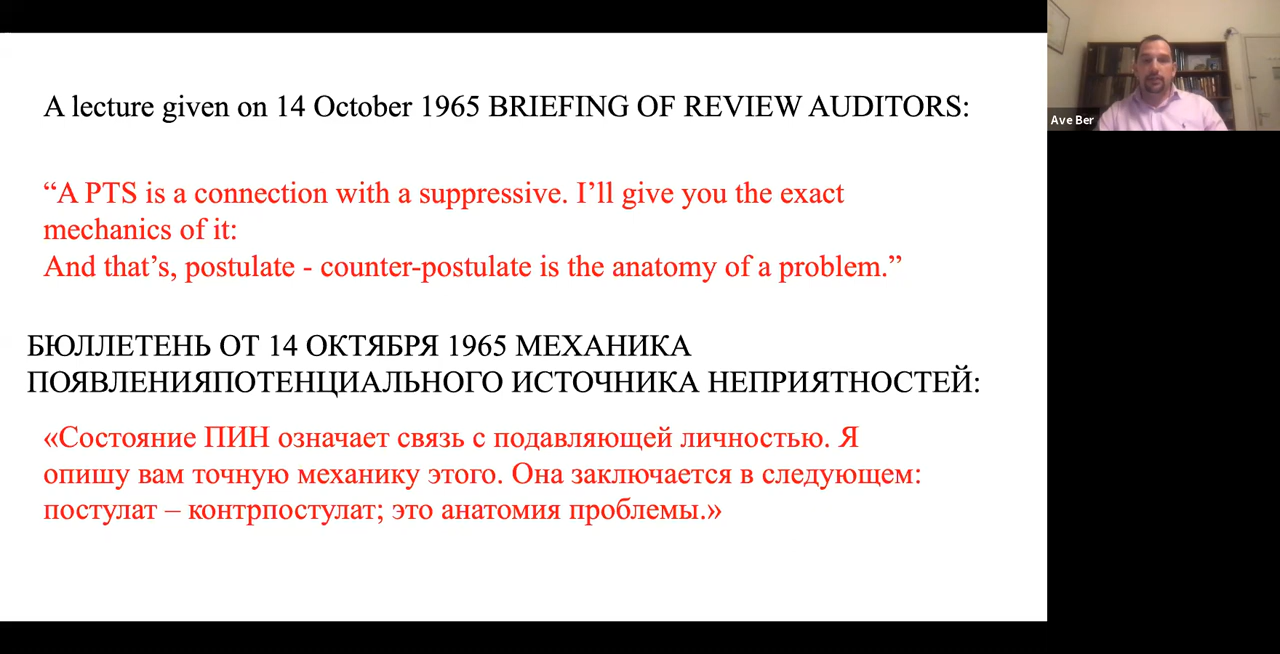 A lecture given on 14 October 1965 BRIEFING OF REVIEW AUDITORS:
“A PTS is a connection with a suppressive. I’ll give you the exact
mechanics of it:
And that’s, postulate - counter-postulate is the anatomy of a problem.”
БЮЛЛЕТЕНЬ ОТ 14 ОКТЯБРЯ 1965 МЕХАНИКА
ПОЯВЛЕНИЯПОТЕНЦИАЛЬНОГО ИСТОЧНИКА НЕПРИЯТНОСТЕЙ:
«Состояние ПИН означает связь с подавляющей личностью. Я
опишу вам точную механику этого. Она заключается в следующем:
постулат – контрпостулат; это анатомия проблемы.»
Ave Ber